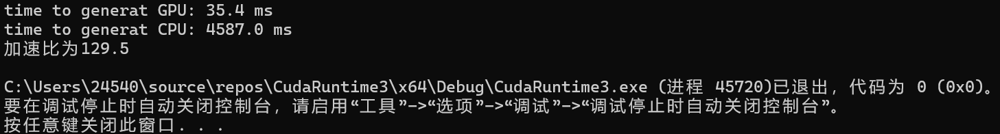 time to generat GPU: 35.4 ms
time to generat CPU: 4587.0 ms
加速比为129.5
C:\Users\24540\source\repos\CudaRuntime3\x64\Debug\CudaRuntime3.exe (进程 45720)已退出，代码为 0 (0x0)。
要在调试停止时自动关闭控制台，请启用“工具”->“选项”->“调试”->“调试停止时自动关闭控制台”。
按任意键关闭此窗口. . .